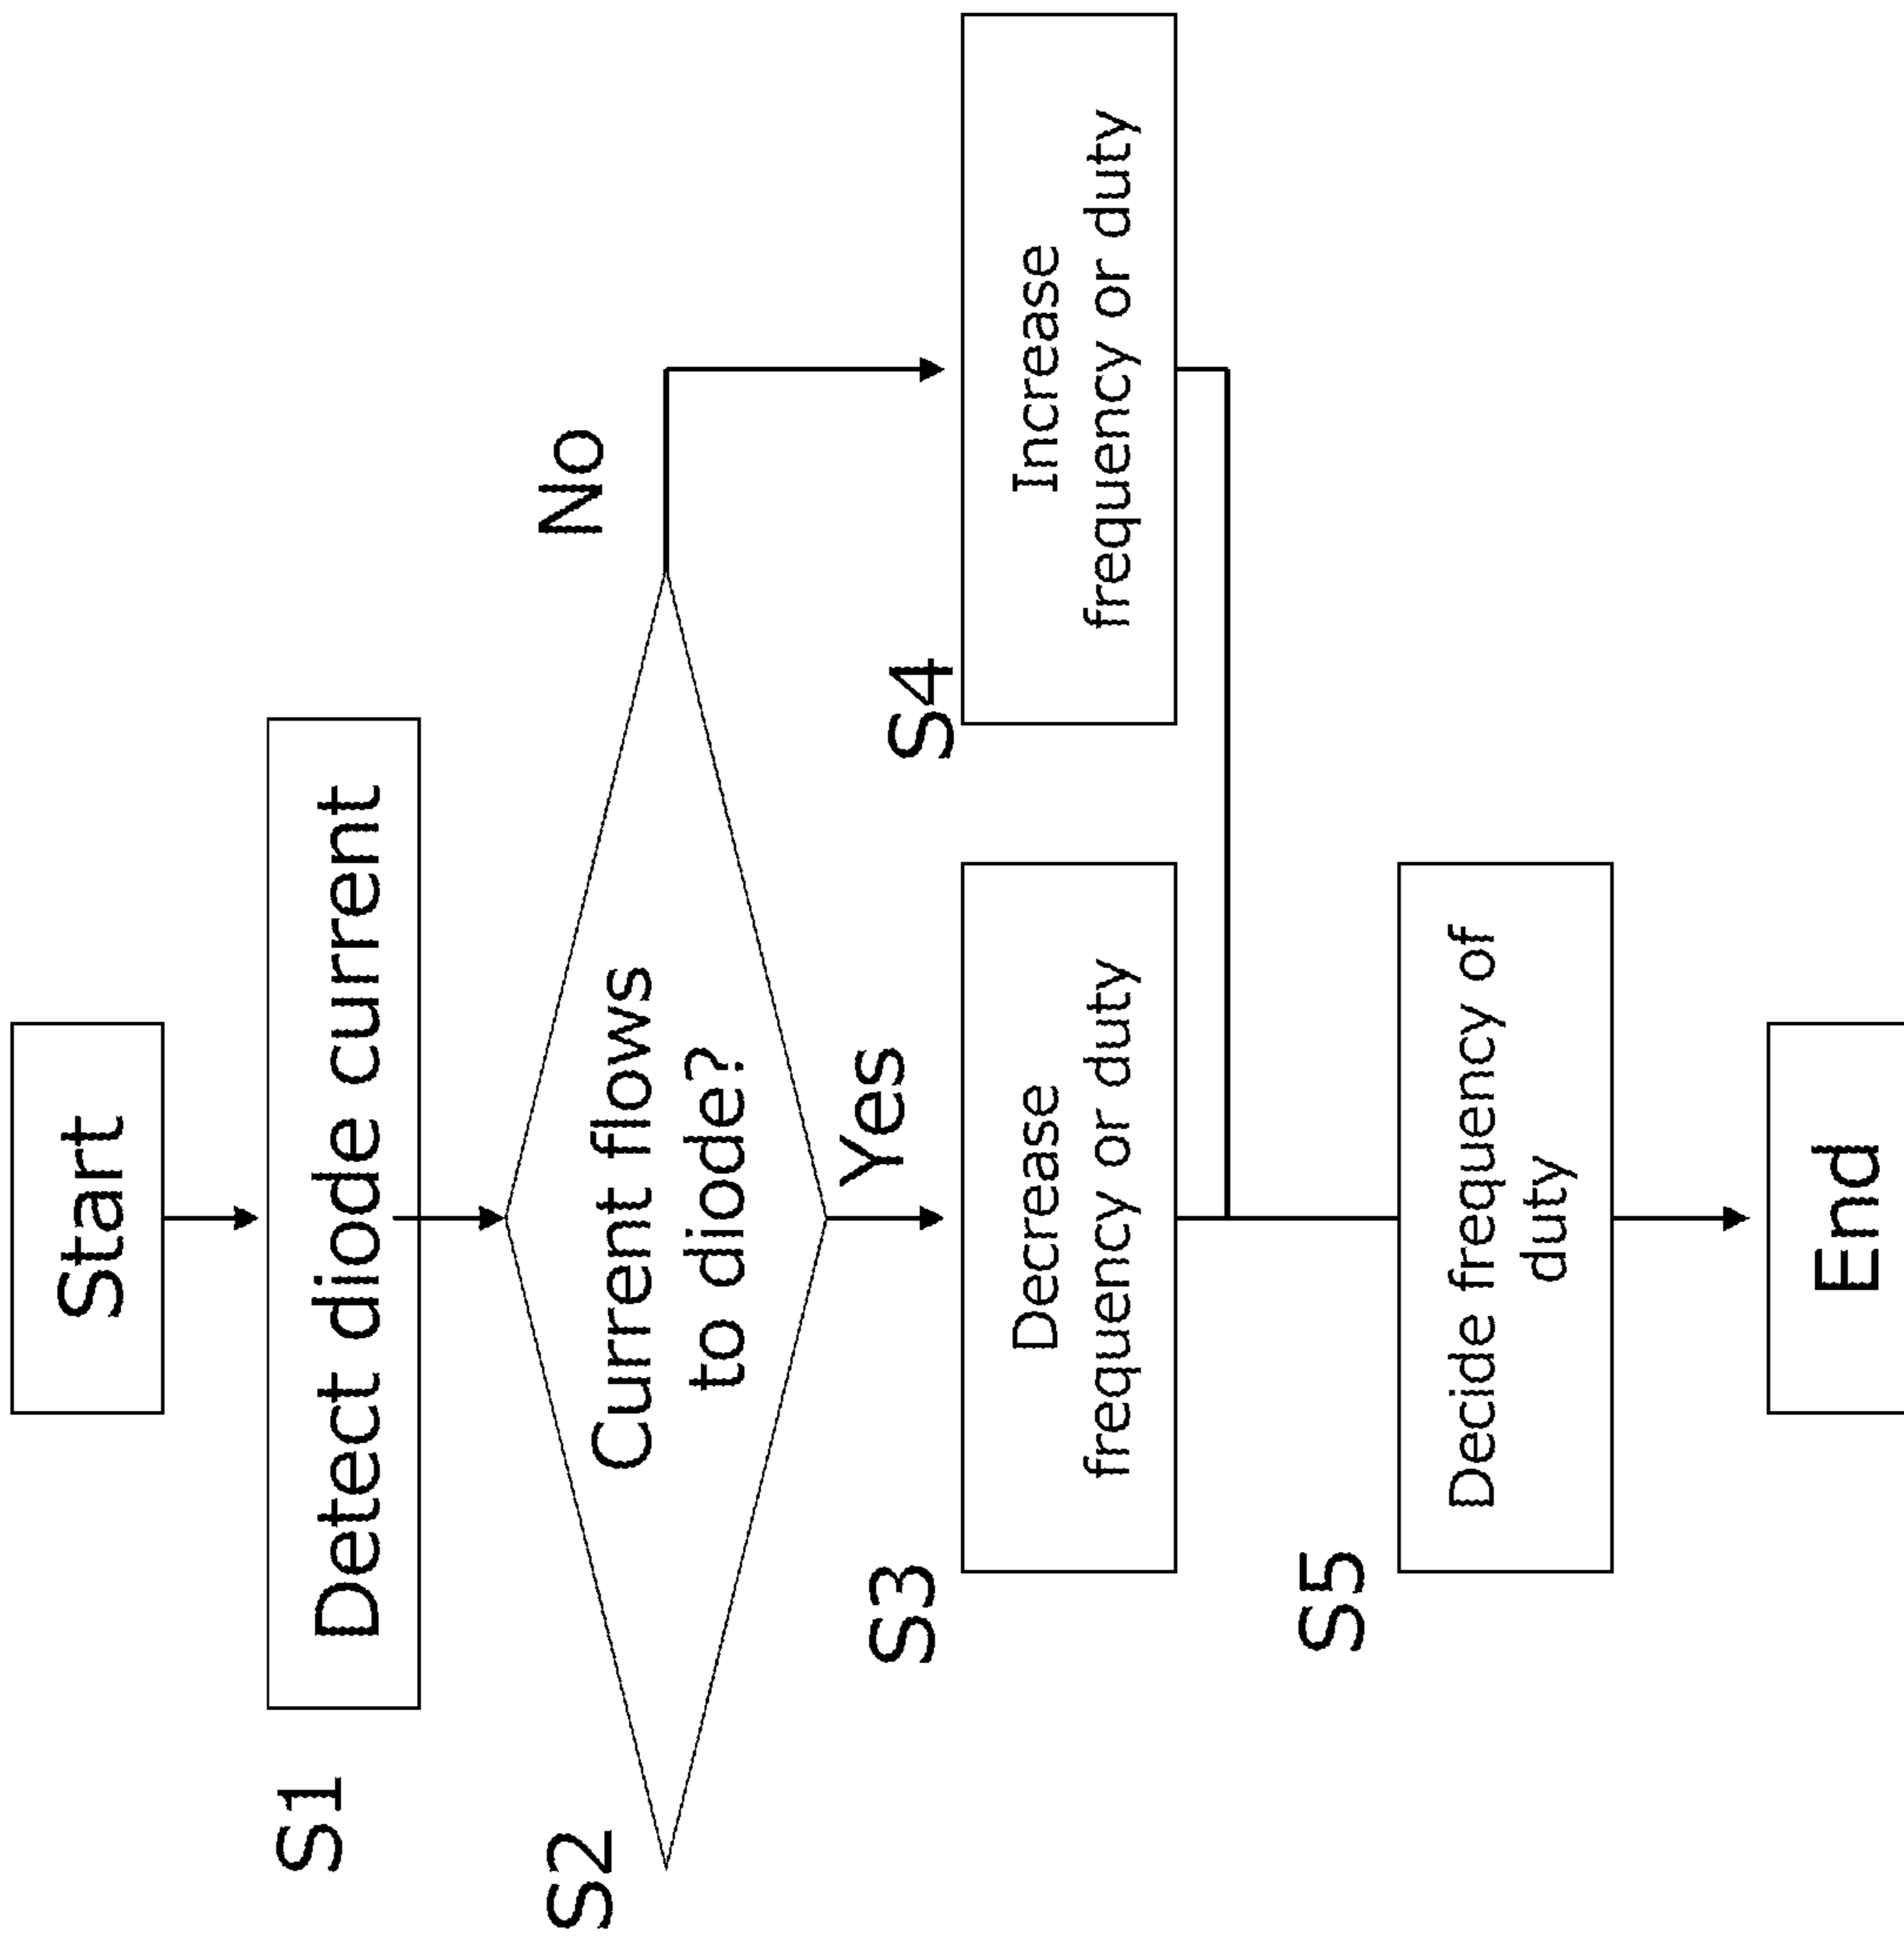 Start
S1
Detect diode current
S2
Current flows
to diode?
No
Yes
S3
Decrease
frequency or duty
S4
Increase
frequency or duty
S5
Decide frequency of
duty
End